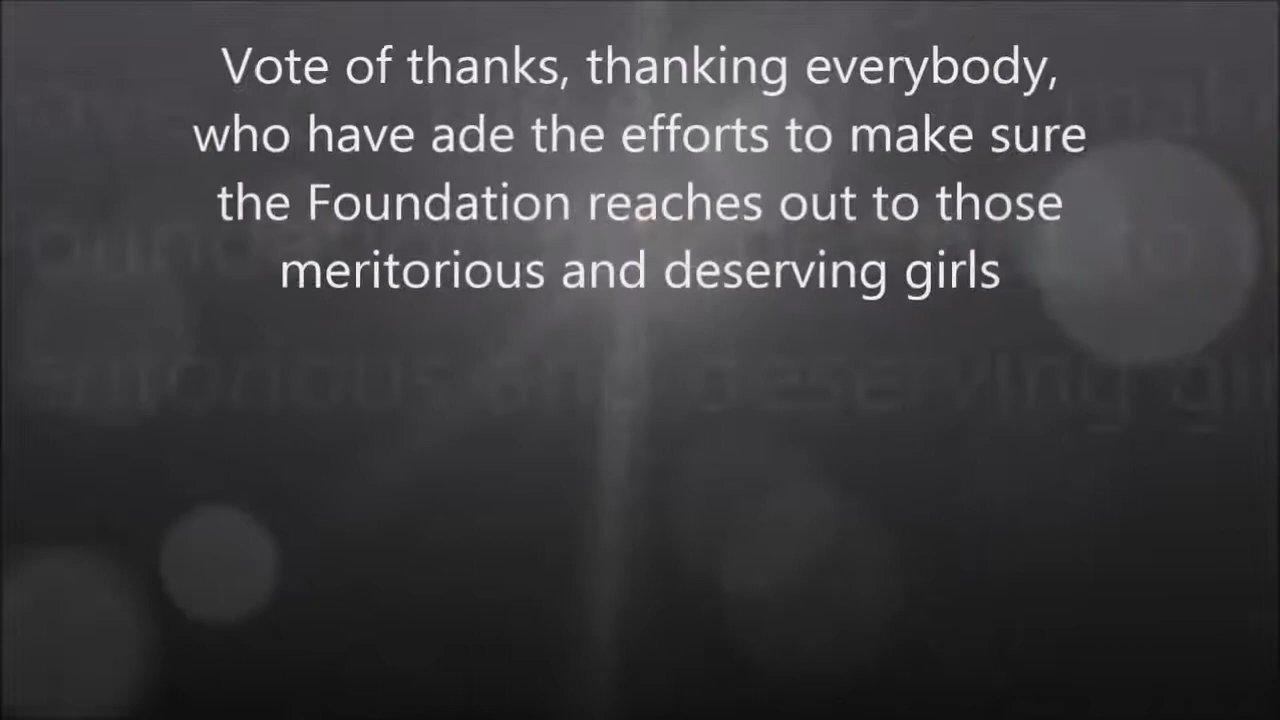 Vote of thanks, thanking everybody,
who have ade the efforts to make sure
the Foundation reaches out to those
meritorious and deserving girls